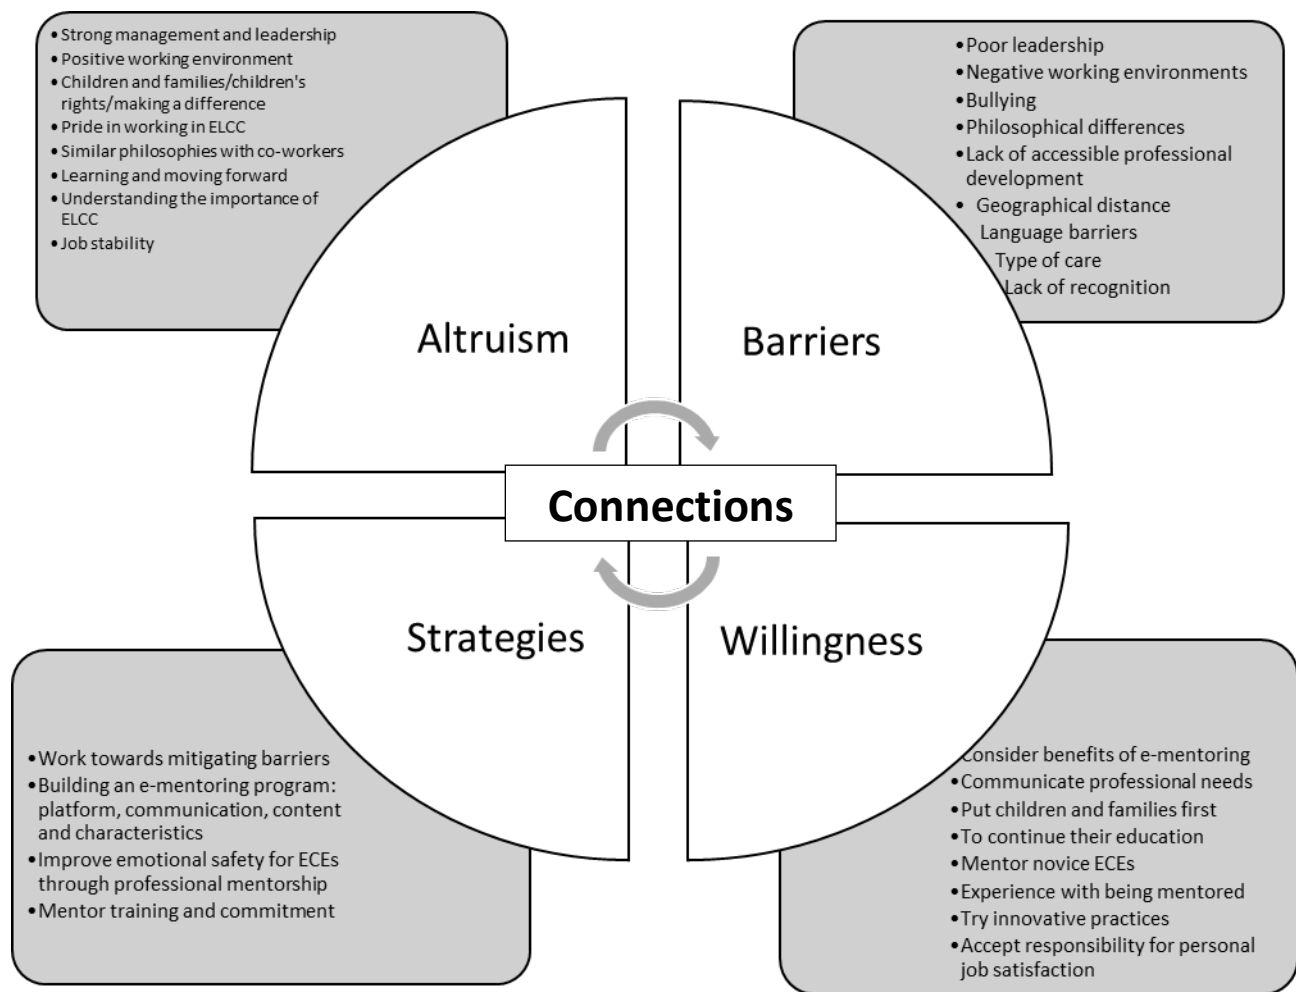 •Strong management and leadership
•Positive working environment
•Children and families/children's
rights/making a difference
•Pride in working in ELCC
•Similar philosophies with co-workers
•Learning and moving forward
•Understanding the importance of
ELCC
•Job stability
•Poor leadership
•Negative working environments
•Bullying
•Philosophical differences
•Lack of accessible professional
development
• Geographical distance
Language barriers
Type of care
Lack of recognition
Altruism
Barriers
Connections
Strategies
Willingness
•Work towards mitigating barriers
•Building an e-mentoring program:
platform, communication, content
and characteristics
•Improve emotional safety for ECEs
through professional mentorship
•Mentor training and commitment
•Consider benefits of e-mentoring
•Communicate professional needs
•Put children and families first
•To continue their education
•Mentor novice ECEs
•Experience with being mentored
•Try innovative practices
•Accept responsibility for personal
job satisfaction